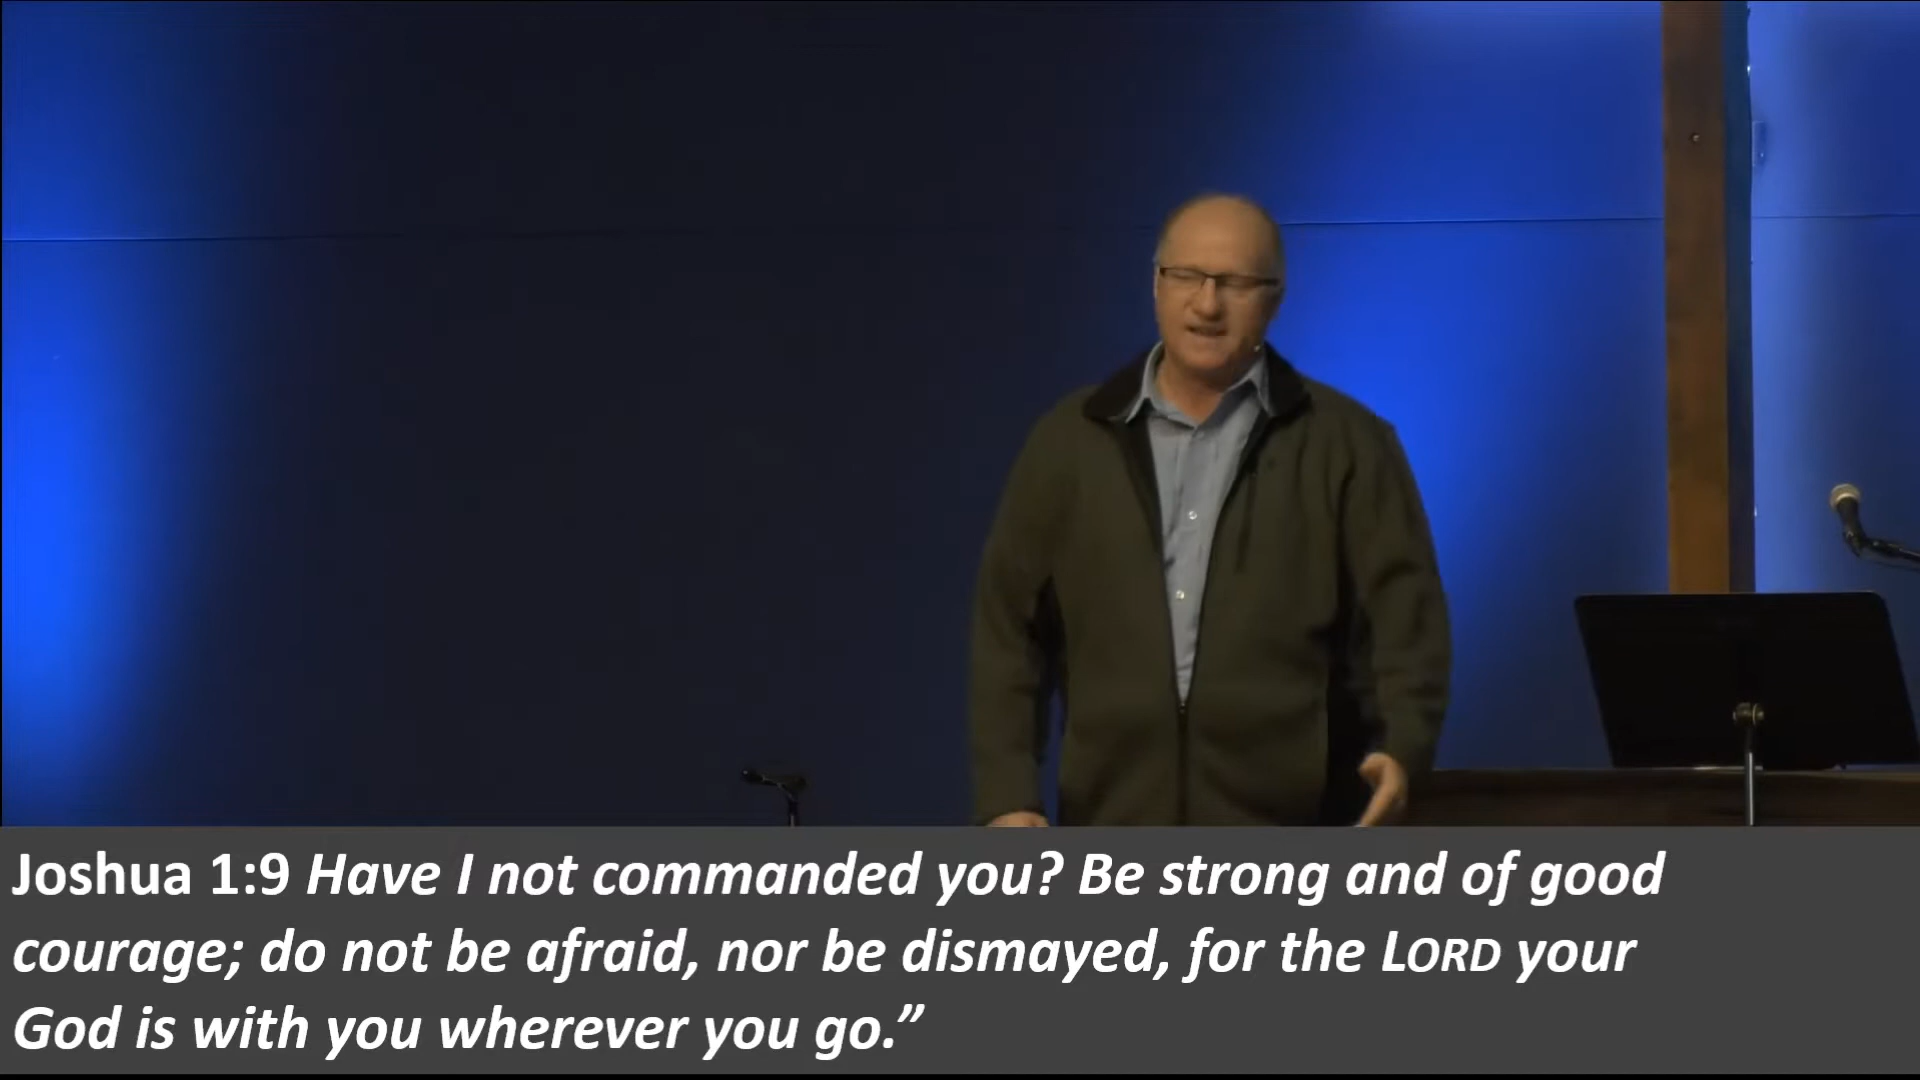 Joshua 1:9 Have I not commanded you? Be strong and of good
courage; do not be afraid, nor be dismayed, for the LORD your
God is with you wherever you go.”